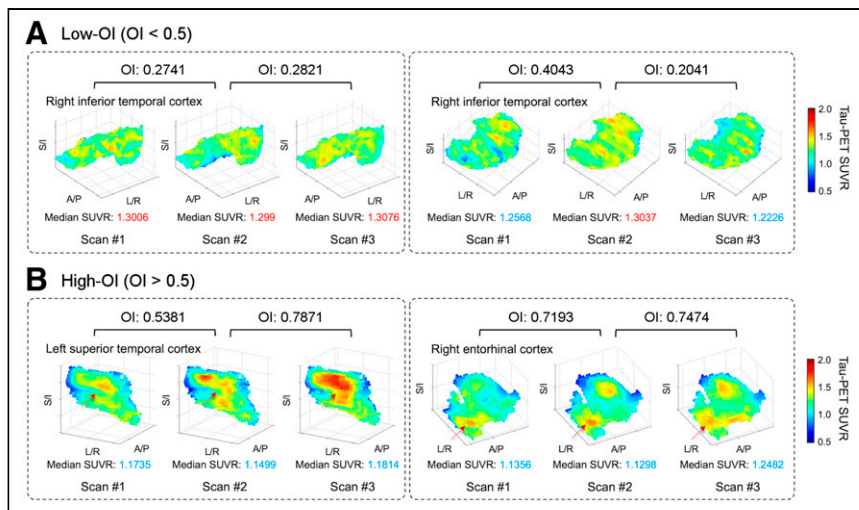 A Low-OI (OI < 0.5)
OI: 0.2741
OI: 0.2821
Right inferior temporal cortex
S/I
A/P
L/R
S/I
A/P
L/R
S/I
A/P
L/R
Median SUVR: 1.3006
Median SUVR: 1.299
Median SUVR: 1.3076
Scan #1
Scan #2
Scan #3
OI: 0.4043
OI: 0.2041
Right inferior temporal cortex
S/I
L/R
A/P
S/I
L/R
A/P
S/I
L/R
A/P
Median SUVR: 1.2568
Median SUVR: 1.3037
Median SUVR: 1.2226
Scan #1
Scan #2
Scan #3
2.0
1.5
1.0
0.5
Tau-PET SUVR
B High-OI (OI > 0.5)
OI: 0.5381
OI: 0.7871
Left superior temporal cortex
S/I
L/R
A/P
S/I
L/R
A/P
S/I
L/R
A/P
Median SUVR: 1.1735
Median SUVR: 1.1499
Median SUVR: 1.1814
Scan #1
Scan #2
Scan #3
OI: 0.7193
OI: 0.7474
Right entorhinal cortex
S/I
L/R
A/P
S/I
L/R
A/P
S/I
L/R
A/P
Median SUVR: 1.1356
Median SUVR: 1.1298
Median SUVR: 1.2482
Scan #1
Scan #2
Scan #3
2.0
1.5
1.0
0.5
Tau-PET SUVR